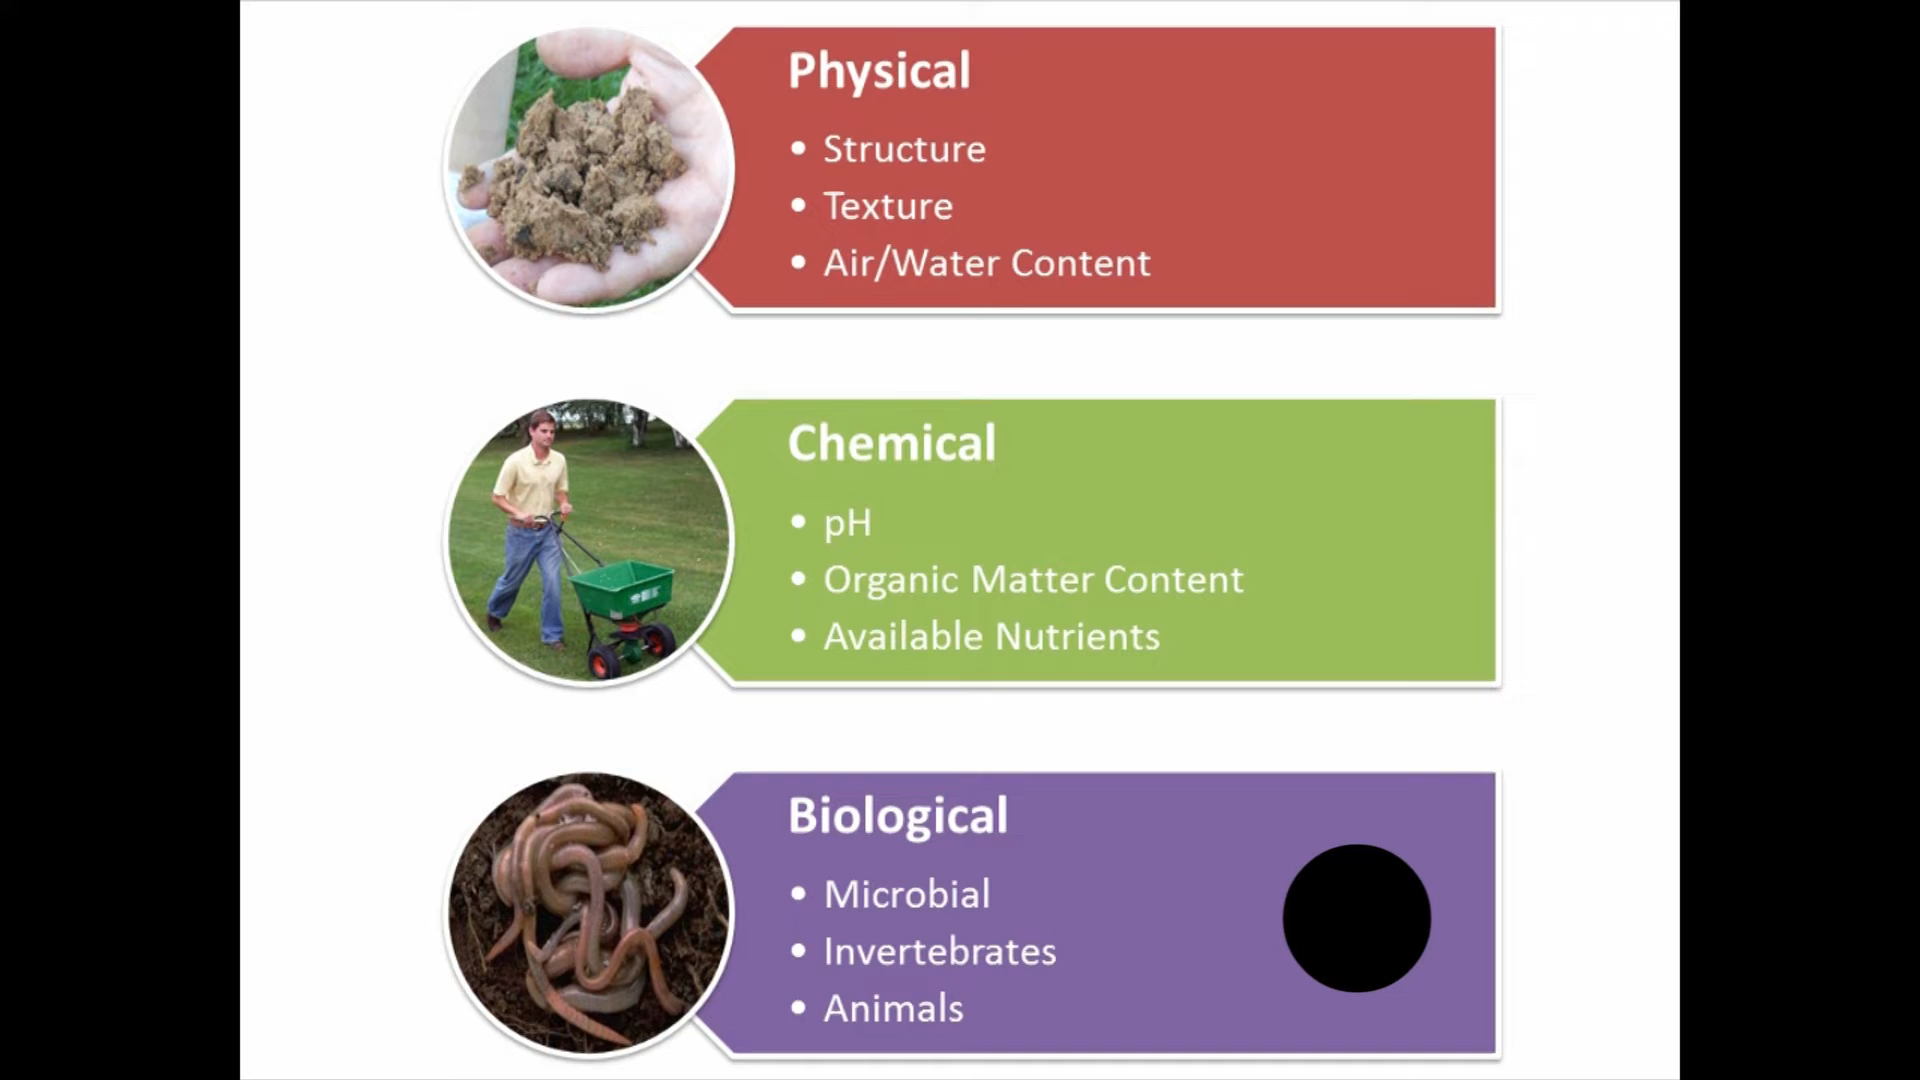 Physical
• Structure
• Texture
• Air/Water Content
Chemical
• pH
• Organic Matter Content
• Available Nutrients
Biological
• Microbial
• Invertebrates
• Animals